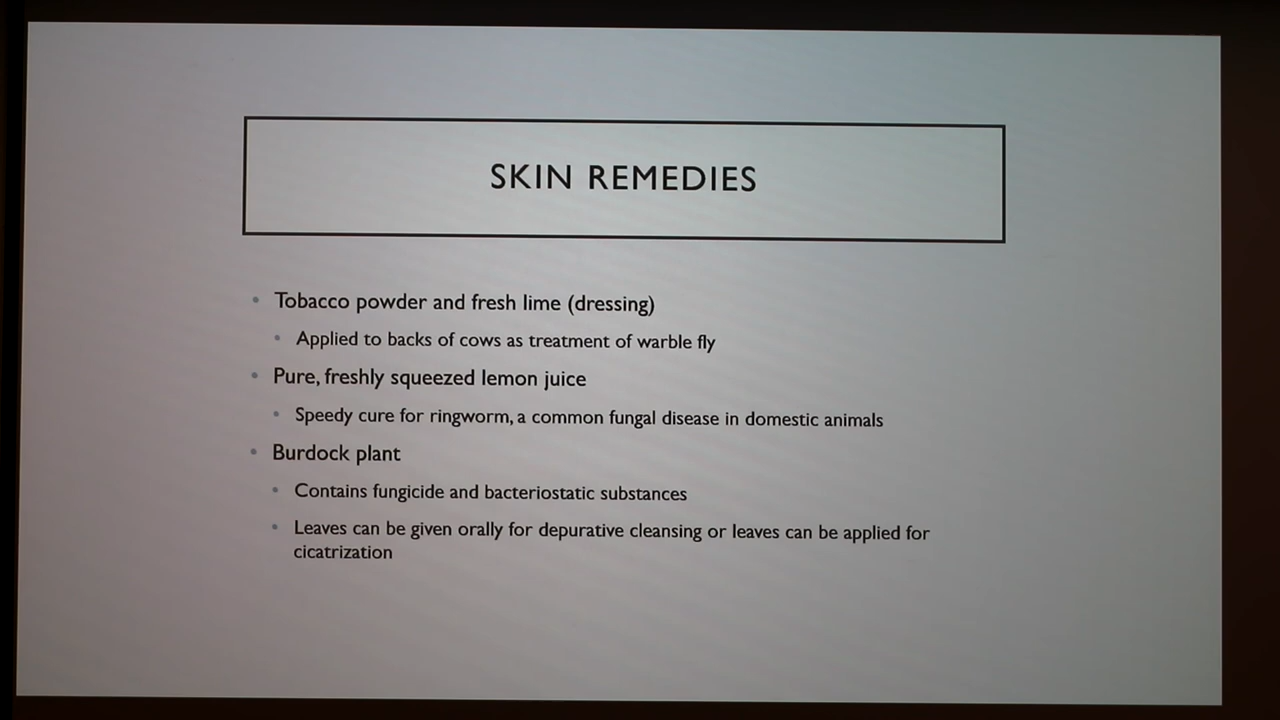 SKIN REMEDIES
• Tobacco powder and fresh lime (dressing)
• Applied to backs of cows as treatment of warble fly
• Pure, freshly squeezed lemon juice
• Speedy cure for ringworm, a common fungal disease in domestic animals
• Burdock plant
• Contains fungicide and bacteriostatic substances
• Leaves can be given orally for depurative cleansing or leaves can be applied for
cicatrization